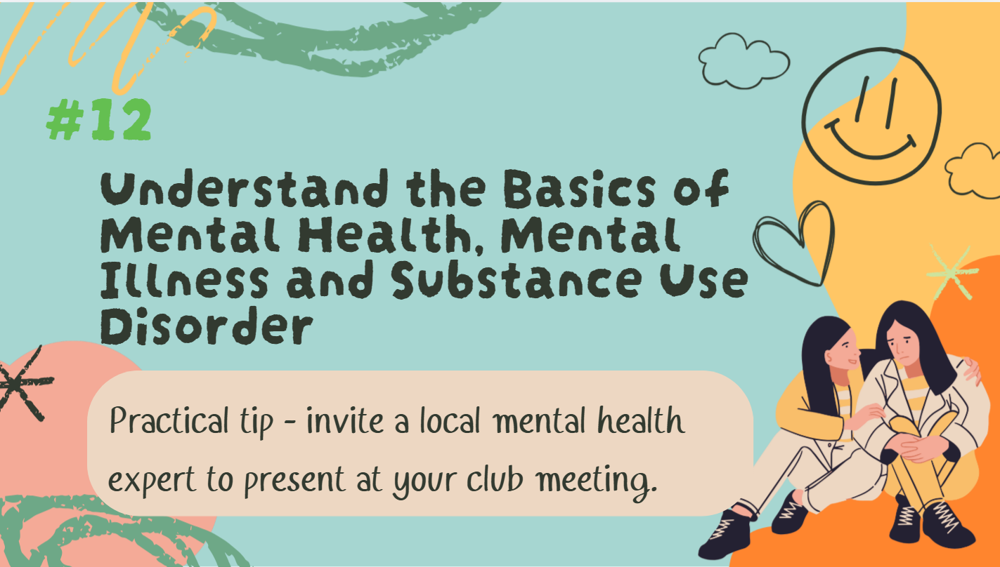 #12
Understand the Basics of
Mental Health, Mental
Illness and Substance Use
Disorder
Practical tip - invite a local mental health
expert to present at your club meeting.